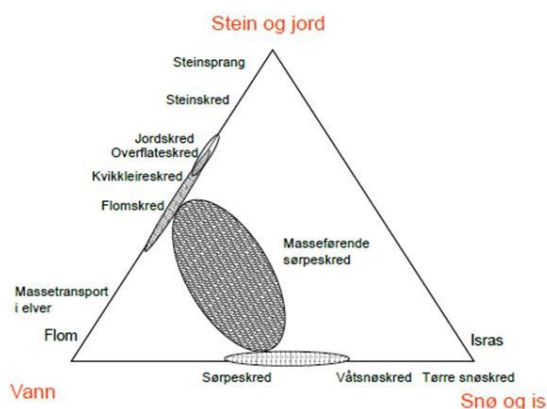 Stein og jord
Steinsprang
Steinskred
Jordskred
Overflateskred
Kvikkleireskred
Flomskred
Masseførende
sørpeskred
Massetransport
i elver
Flom
Isras
Sørpeskred
Våtsnøskred
Tørre snøskred
Vann
Snø og is